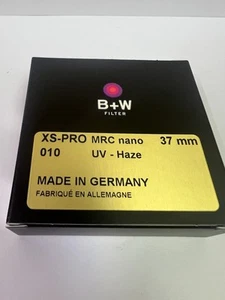 B+W
FILTER
XS-PRO MRC nano 37 mm
010 UV - Haze
MADE IN GERMANY
FABRIQUÉ EN ALLEMAGNE